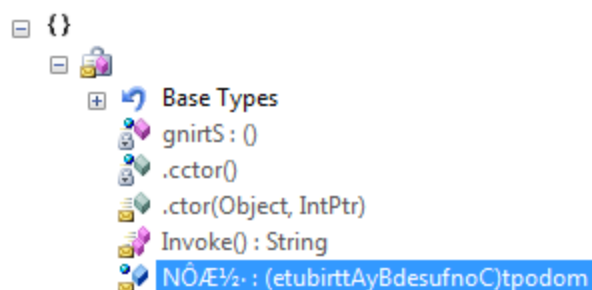 {}
Base Types
gnirtS : ()
.cctor()
.ctor(Object, IntPtr)
Invoke() : String
NÔÆ½· : (etubirttAyBdesufnoC)tpodom